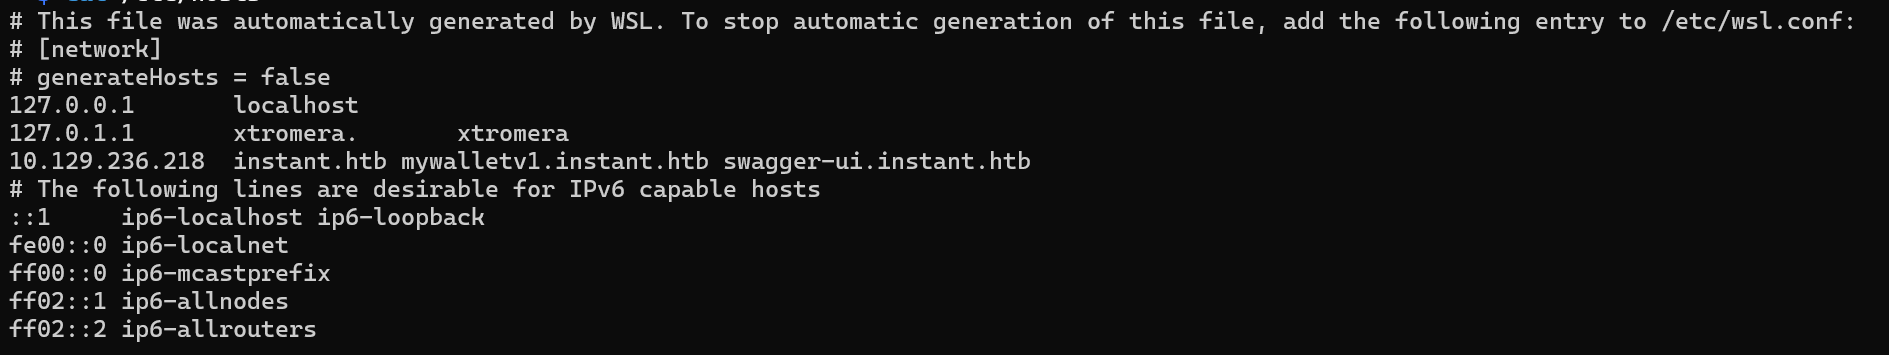 # This file was automatically generated by WSL. To stop automatic generation of this file, add the following entry to /etc/wsl.conf:
# [network]
# generateHosts = false
127.0.0.1       localhost
127.0.1.1       xtromera.       xtromera
10.129.236.218  instant.htb mywalletv1.instant.htb swagger-ui.instant.htb
# The following lines are desirable for IPv6 capable hosts
::1     ip6-localhost ip6-loopback
fe00::0 ip6-localnet
ff00::0 ip6-mcastprefix
ff02::1 ip6-allnodes
ff02::2 ip6-allrouters